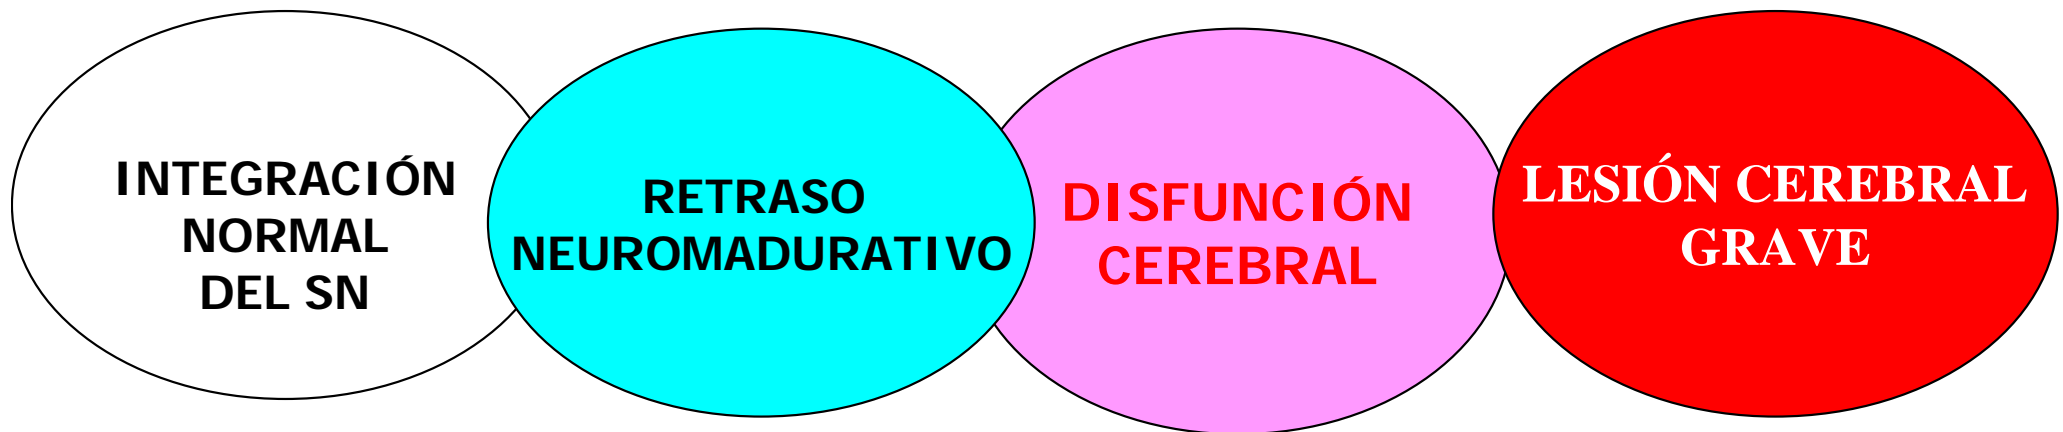 INTEGRACIÓN
NORMAL
DEL SN
RETRASO
NEUROMADURATIVO
DISFUNCIÓN
CEREBRAL
LESIÓN CEREBRAL
GRAVE